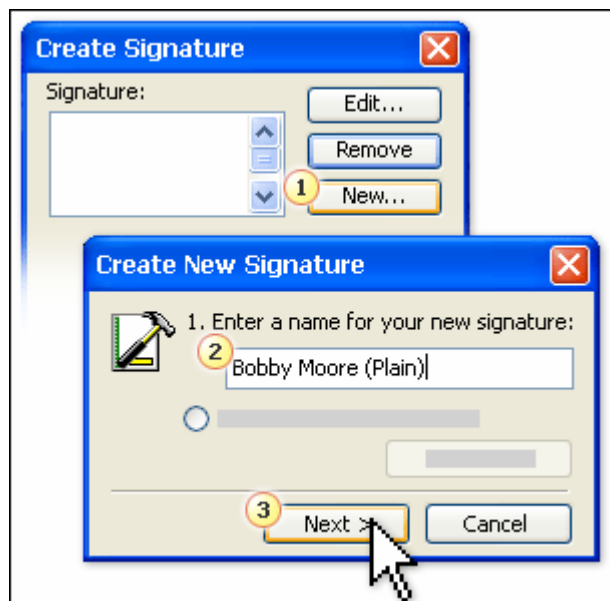 Create Signature
Signature:
Edit...
Remove
1
New...
Create New Signature
1. Enter a name for your new signature:
2
Bobby Moore (Plain)
3
Next >
Cancel